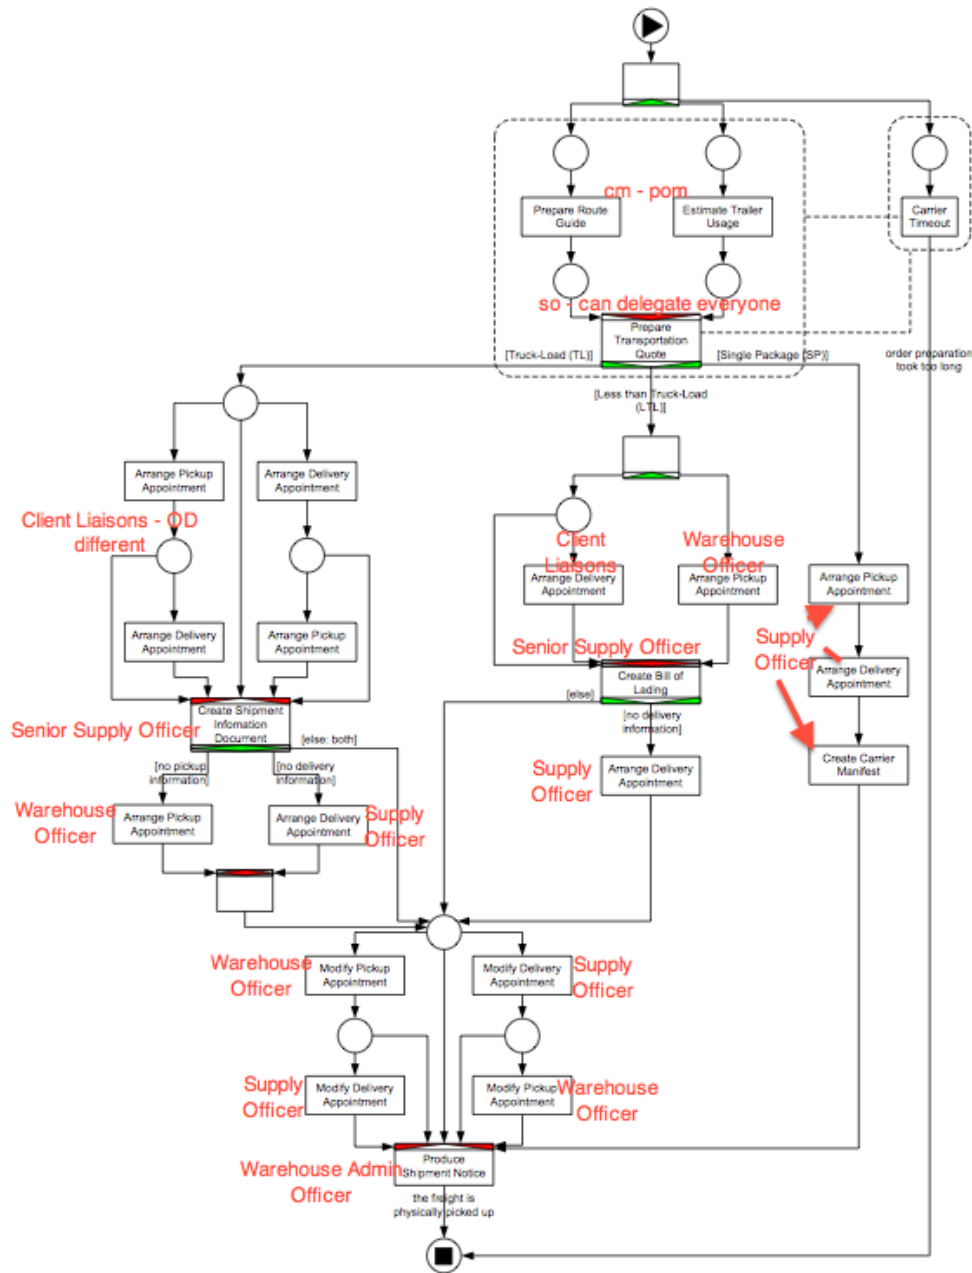 cm - pom
Prepare Route
Guide
Estimate Trailer
Usage
Carrier
Timeout
so - can delegate everyone
Prepare
Transportation
Quote
[Truck-Load (TL)]
[Single Package (SP)]
order preparation
took too long
[Less than Truck-Load
(LTL)]
Arrange Pickup
Appointment
Arrange Delivery
Appointment
Client Liaisons - OD
different
Client
Liaisons
Warehouse
Officer
Arrange Delivery
Appointment
Arrange Pickup
Appointment
Arrange Pickup
Appointment
Arrange Delivery
Appointment
Arrange Pickup
Appointment
Supply
Officer
Arrange Delivery
Appointment
Senior Supply Officer
Create Bill of
Lading
[else]
[no delivery
information]
Senior Supply Officer
Create Shipment
Infomation
Document
[else: both]
[no pickup
information]
[no delivery
information]
Create Carrier
Manifest
Supply
Officer
Arrange Delivery
Appointment
Warehouse
Officer
Arrange Pickup
Appointment
Arrange Delivery
Appointment
Supply
Officer
Warehouse
Officer
Modify Pickup
Appointment
Modify Delivery
Appointment
Supply
Officer
Supply
Officer
Modify Delivery
Appointment
Modify Pickup
Appointment
Warehouse
Officer
Warehouse Admin
Officer
Produce
Shipment Notice
the freight is
physically picked up